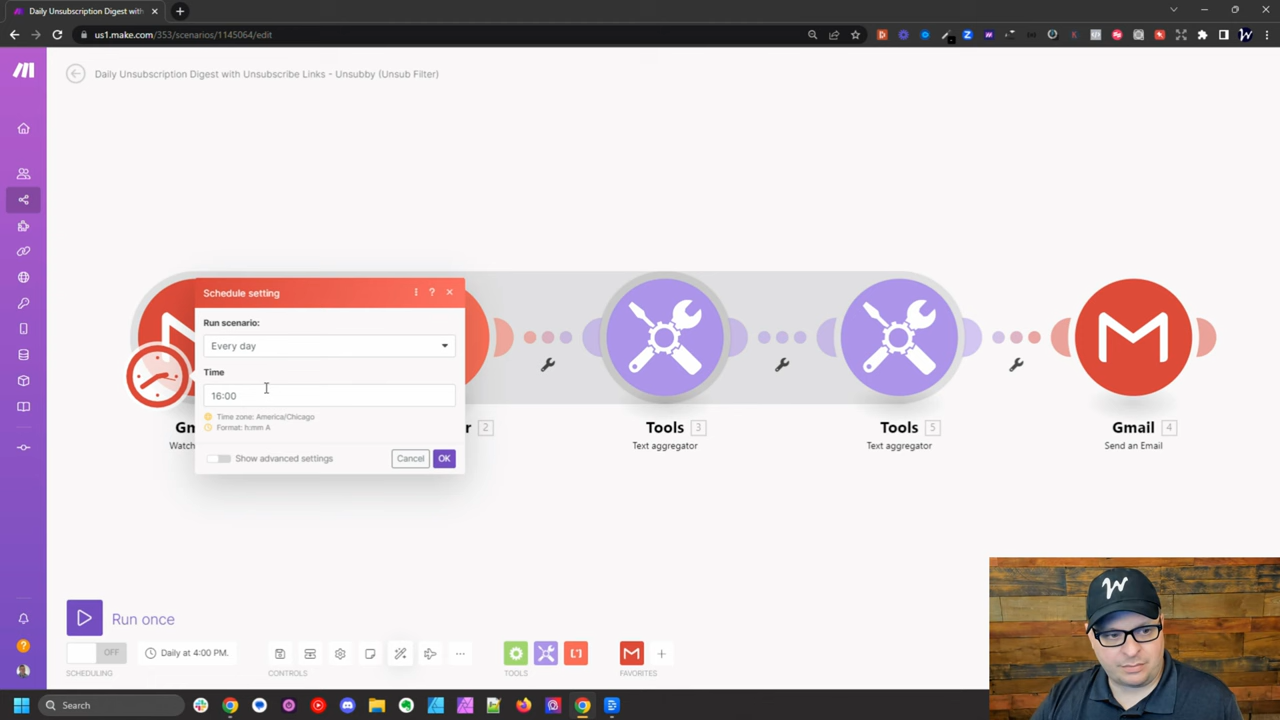 Daily Unsubscription Digest with
us1.make.com/353/scenarios/1145064/edit
Daily Unsubscription Digest with Unsubscribe Links - Unsubby (Unsub Filter)
Schedule setting
Run scenario:
Every day
Time
16:00
Time zone: America/Chicago
Format: h:mm A
Show advanced settings
Cancel
OK
Gm
Watch
r
2
Tools
3
Text aggregator
Tools
5
Text aggregator
Gmail
4
Send an Email
Run once
OFF
Daily at 4:00 PM.
SCHEDULING
CONTROLS
TOOLS
FAVORITES
Search